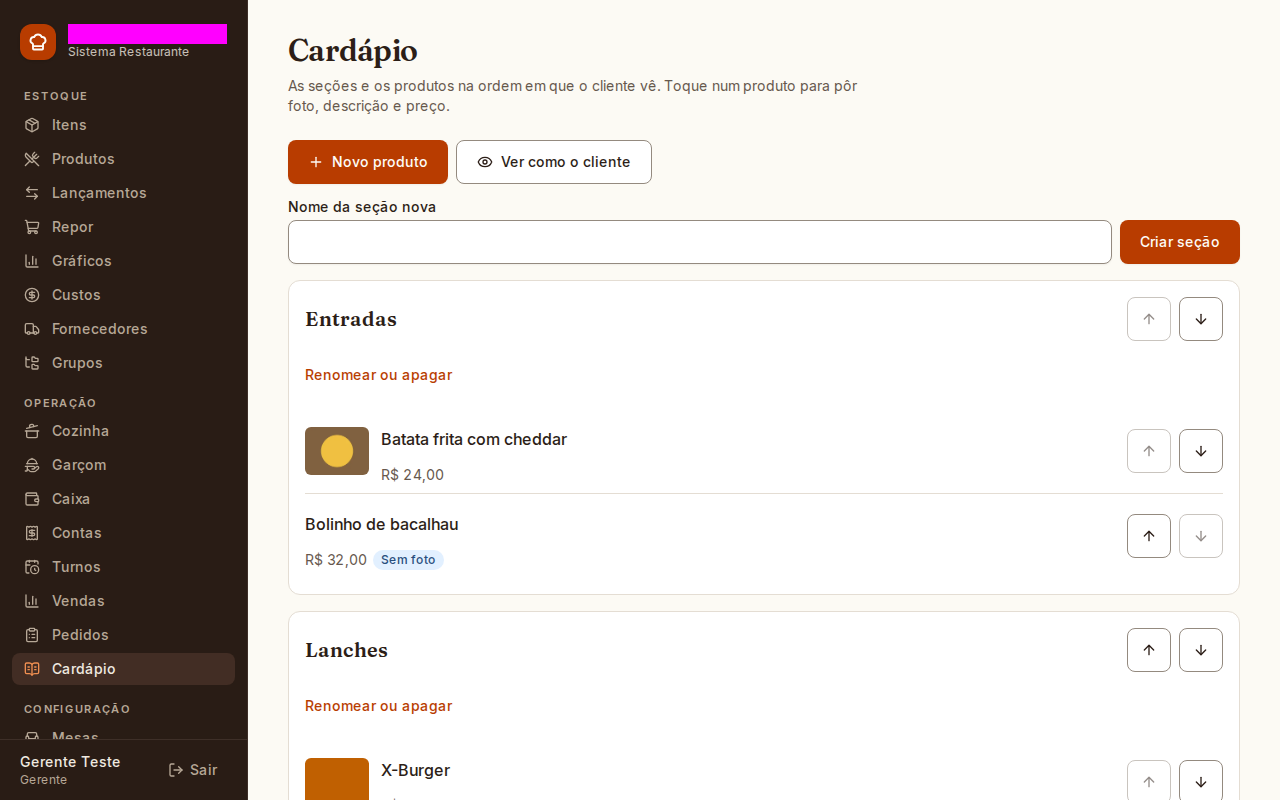 Sistema Restaurante
ESTOQUE
Itens
Produtos
Lançamentos
Repor
Gráficos
Custos
Fornecedores
Grupos
OPERAÇÃO
Cozinha
Garçom
Caixa
Contas
Turnos
Vendas
Pedidos
Cardápio
CONFIGURAÇÃO
Mesas
Gerente Teste
Gerente
Sair
Cardápio
As seções e os produtos na ordem em que o cliente vê. Toque num produto para pôr
foto, descrição e preço.
Novo produto
Ver como o cliente
Nome da seção nova
Criar seção
Entradas
Renomear ou apagar
Batata frita com cheddar
R$ 24,00
Bolinho de bacalhau
R$ 32,00 Sem foto
Lanches
Renomear ou apagar
X-Burger